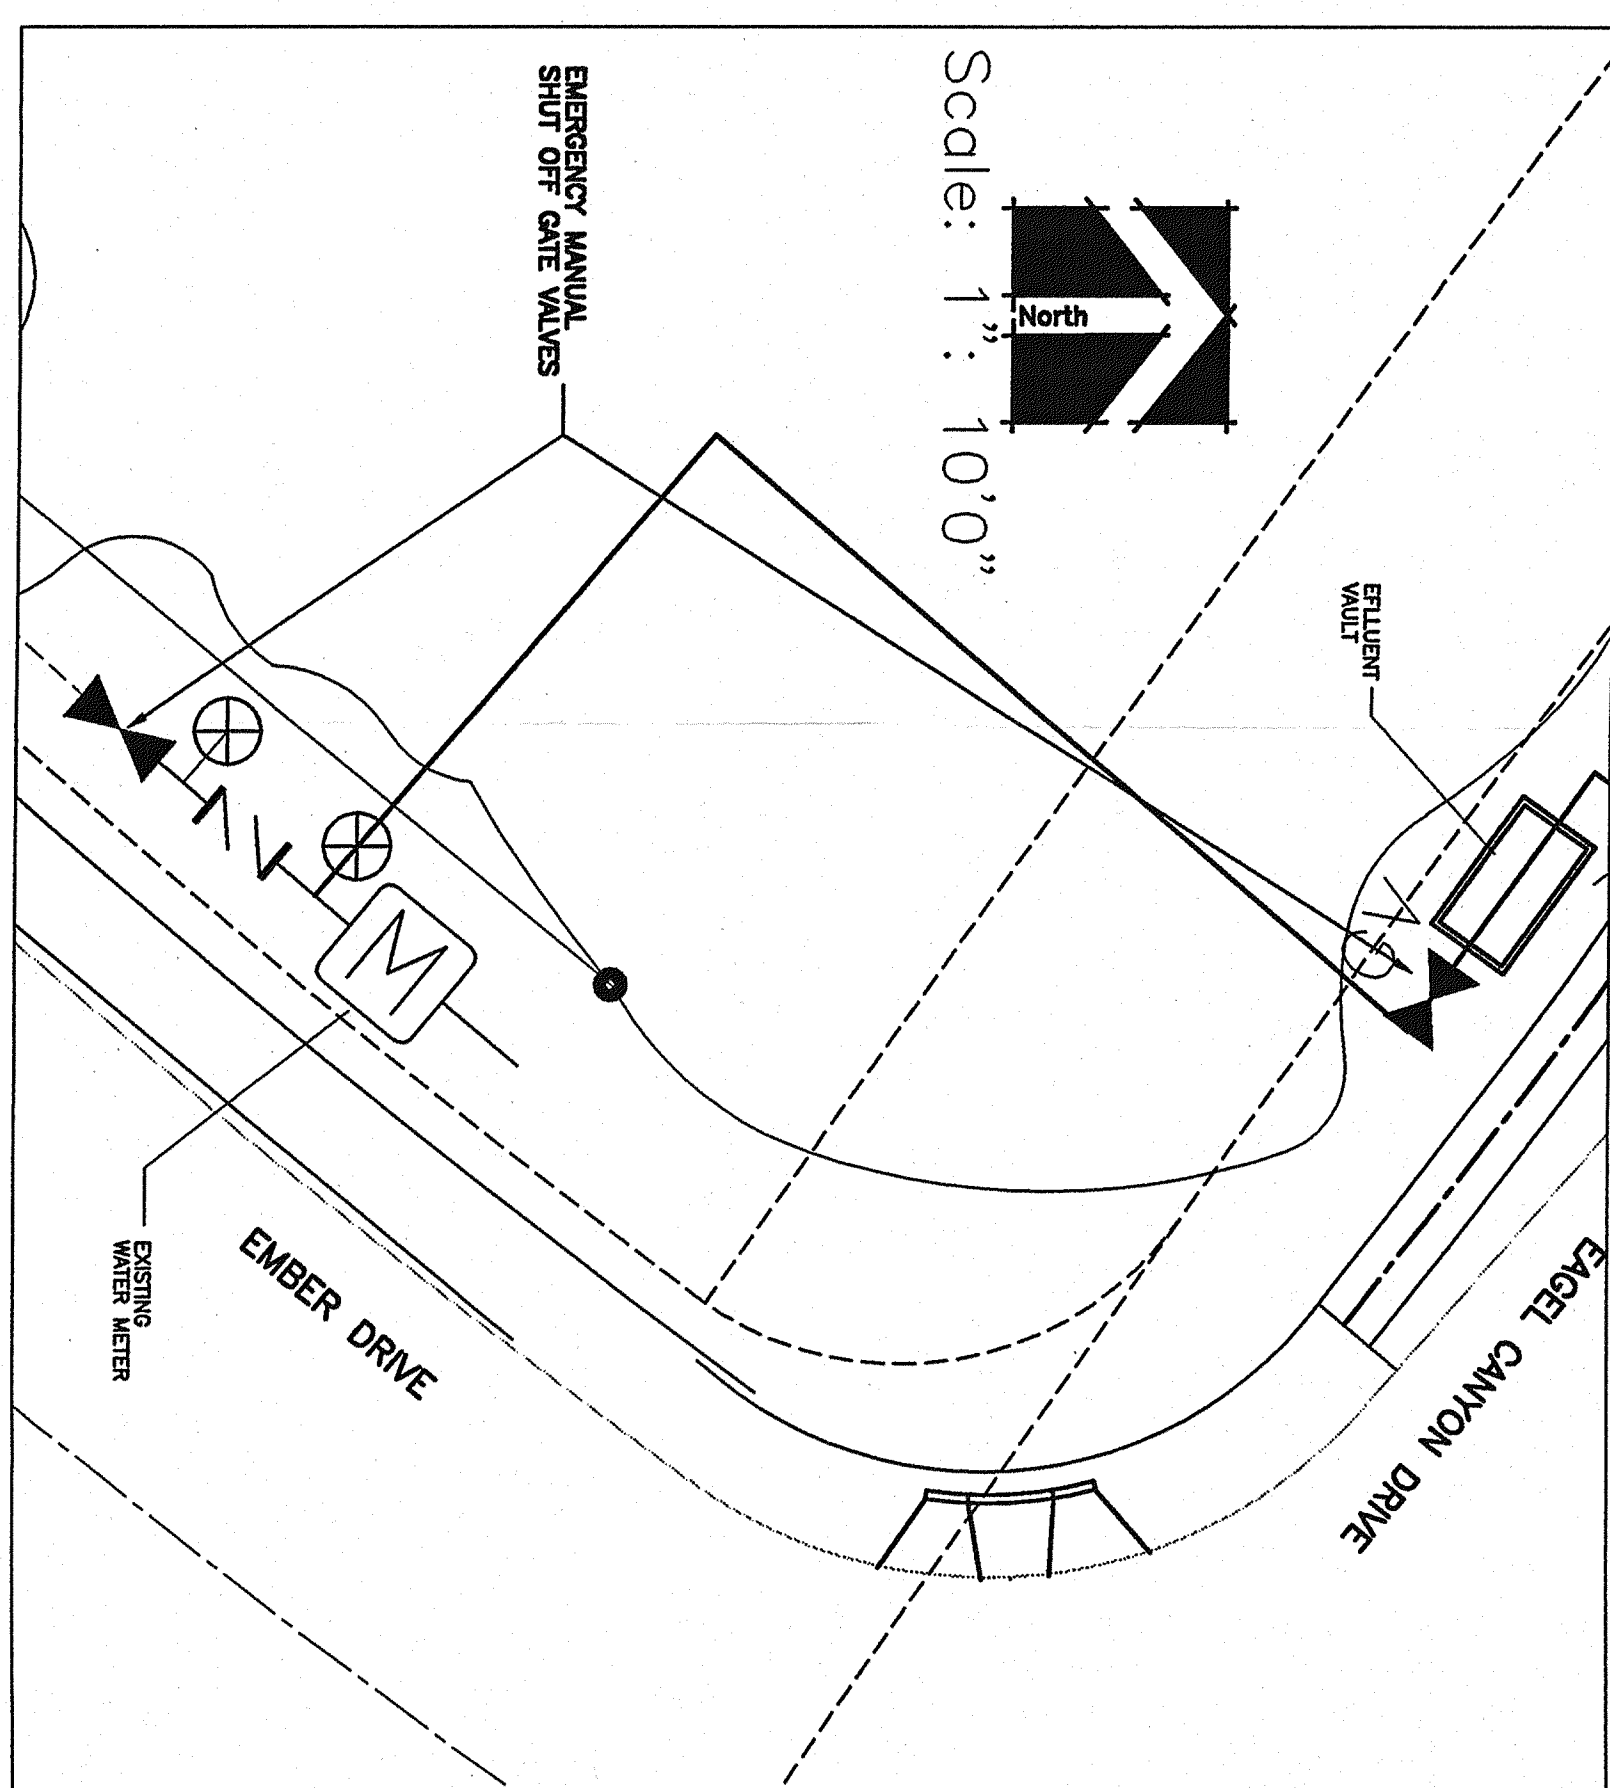 EMERGENCY MANUAL
SHUT OFF GATE VALVES
Scale: 1": 10'0"
North
EFLLUENT
VAULT
M
EXISTING
WATER METER
EMBER DRIVE
EAGEL CANYON DRIVE